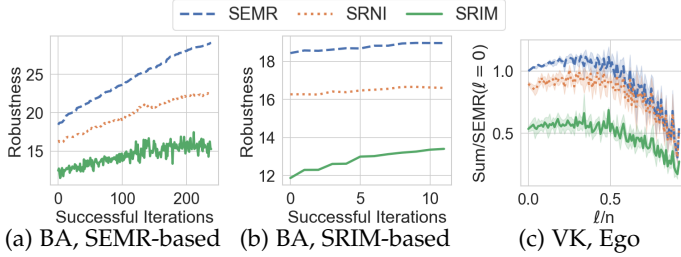 SEMR SRNI SRIM
Robustness
25
20
15
0 100 200
Successful Iterations
(a) BA, SEMR-based
Robustness
18
16
14
12
0 5 10
Successful Iterations
(b) BA, SRIM-based
Sum/SEMR(ℓ = 0)
1.0
0.5
0.0 0.5
ℓ/n
(c) VK, Ego